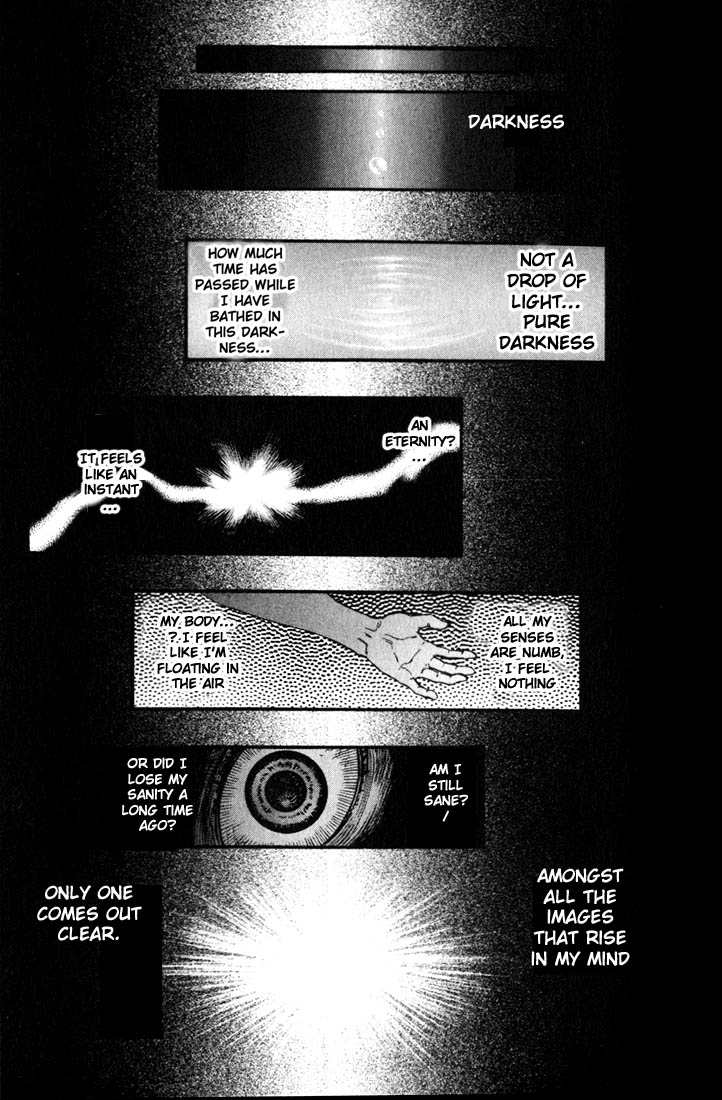 DARKNESS
NOT A
DROP OF
LIGHT...
PURE
DARKNESS
HOW MUCH
TIME HAS
PASSED WHILE
I HAVE
BATHED IN
THIS DARK-
NESS...
AN
ETERNITY?
...
IT FEELS
LIKE AN
INSTANT
...
ALL MY
SENSES
ARE NUMB,
I FEEL
NOTHING
MY BODY...
? I FEEL
LIKE I'M
FLOATING IN
THE AIR
AM I
STILL
SANE?
/
OR DID I
LOSE MY
SANITY A
LONG TIME
AGO?
AMONGST
ALL THE
IMAGES
THAT RISE
IN MY MIND
ONLY ONE
COMES OUT
CLEAR.